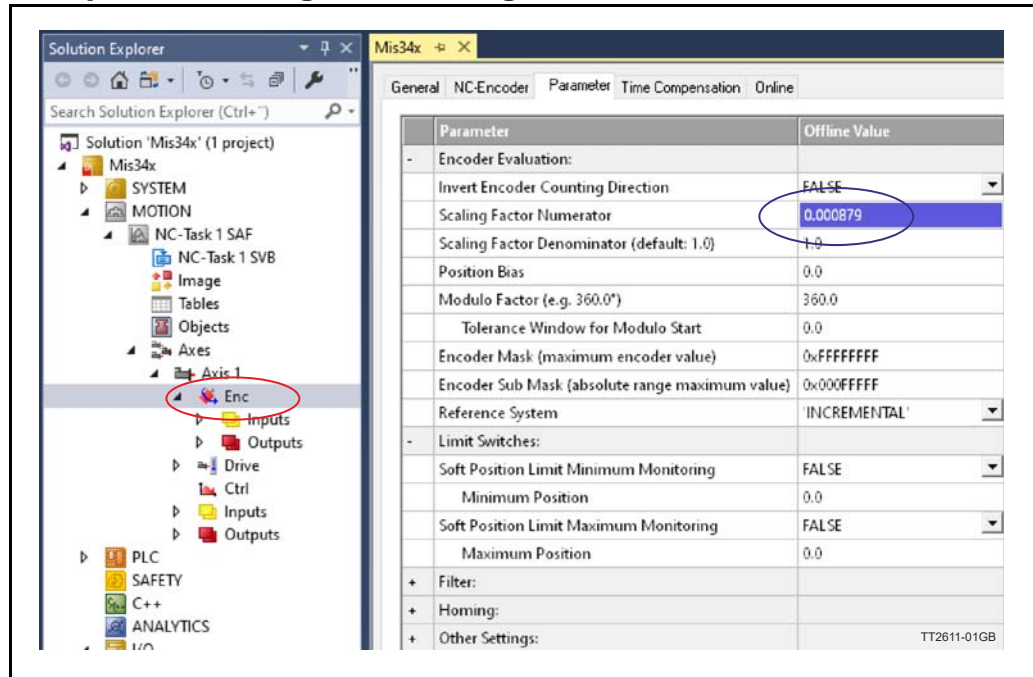 Solution Explorer
Search Solution Explorer (Ctrl+¨)
Solution 'Mis34x' (1 project)
Mis34x
SYSTEM
MOTION
NC-Task 1 SAF
NC-Task 1 SVB
Image
Tables
Objects
Axes
Axis 1
Enc
Inputs
Outputs
Drive
Ctrl
Inputs
Outputs
PLC
SAFETY
C++
ANALYTICS
I/O
Mis34x
General NC-Encoder Parameter Time Compensation Online
Parameter Offline Value
- Encoder Evaluation:
Invert Encoder Counting Direction FALSE
Scaling Factor Numerator 0.000879
Scaling Factor Denominator (default: 1.0) 1.0
Position Bias 0.0
Modulo Factor (e.g. 360.0°) 360.0
Tolerance Window for Modulo Start 0.0
Encoder Mask (maximum encoder value) 0xFFFFFFFF
Encoder Sub Mask (absolute range maximum value) 0x000FFFFF
Reference System 'INCREMENTAL'
- Limit Switches:
Soft Position Limit Minimum Monitoring FALSE
Minimum Position 0.0
Soft Position Limit Maximum Monitoring FALSE
Maximum Position 0.0
+ Filter:
+ Homing:
+ Other Settings:
TT2611-01GB